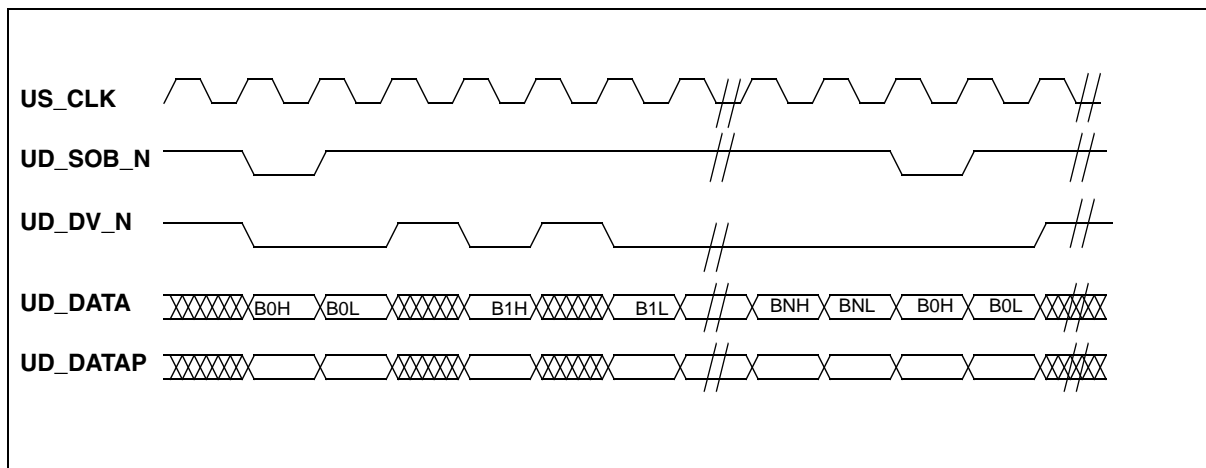 US_CLK
UD_SOB_N
UD_DV_N
UD_DATA B0H B0L B1H B1L BNH BNL B0H B0L
UD_DATAP